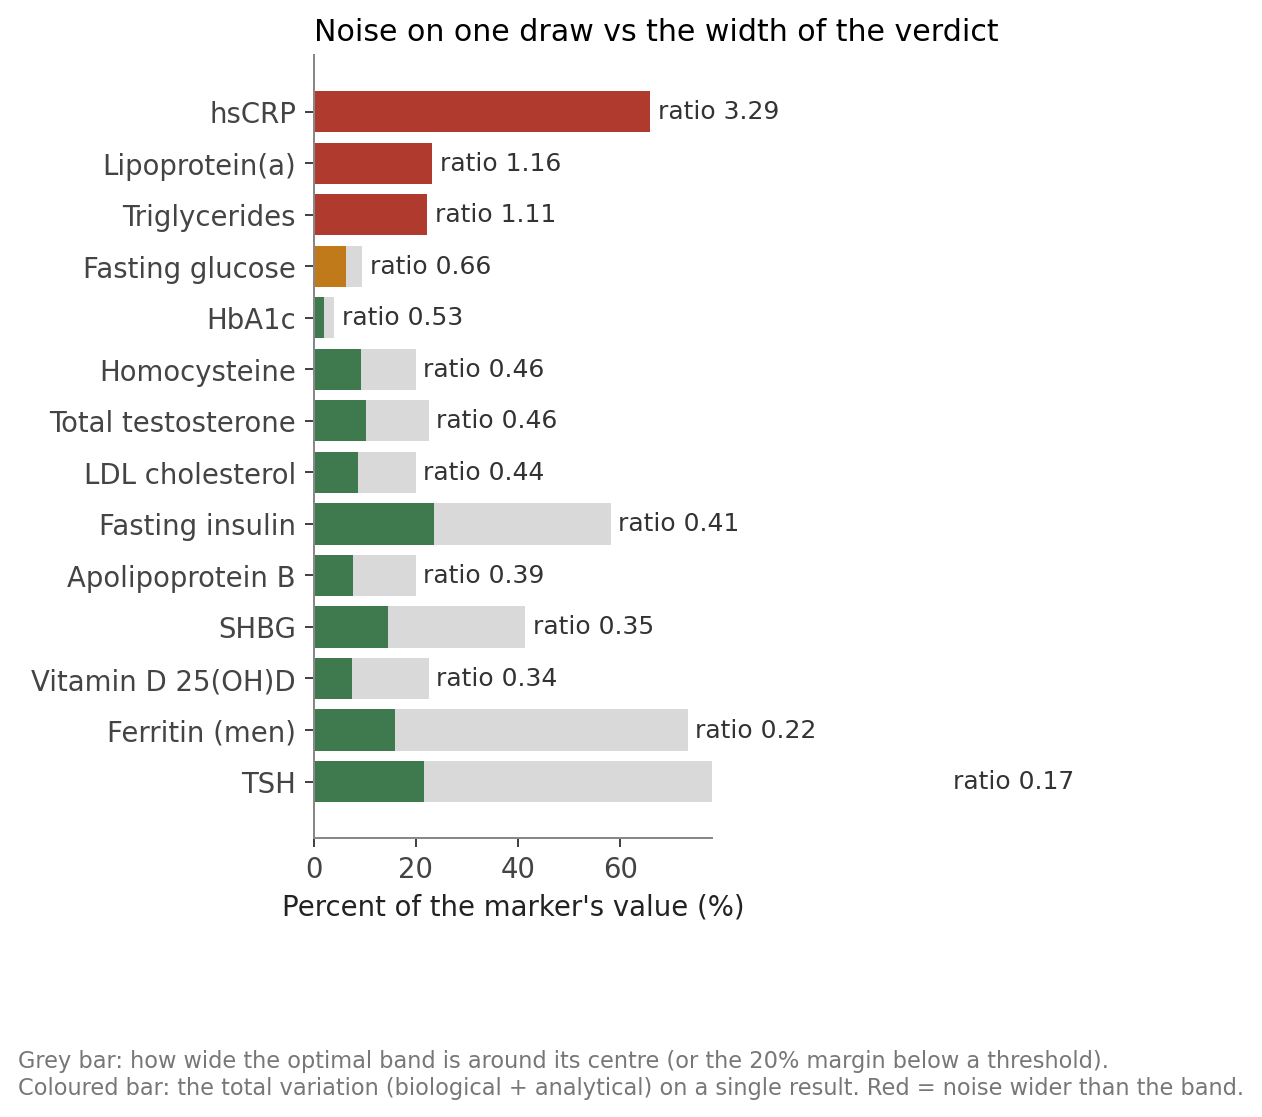 Noise on one draw vs the width of the verdict
hsCRP
ratio 3.29
Lipoprotein(a)
ratio 1.16
Triglycerides
ratio 1.11
Fasting glucose
ratio 0.66
HbA1c
ratio 0.53
Homocysteine
ratio 0.46
Total testosterone
ratio 0.46
LDL cholesterol
ratio 0.44
Fasting insulin
ratio 0.41
Apolipoprotein B
ratio 0.39
SHBG
ratio 0.35
Vitamin D 25(OH)D
ratio 0.34
Ferritin (men)
ratio 0.22
TSH
ratio 0.17
0 20 40 60
Percent of the marker's value (%)
Grey bar: how wide the optimal band is around its centre (or the 20% margin below a threshold).
Coloured bar: the total variation (biological + analytical) on a single result. Red = noise wider than the band.